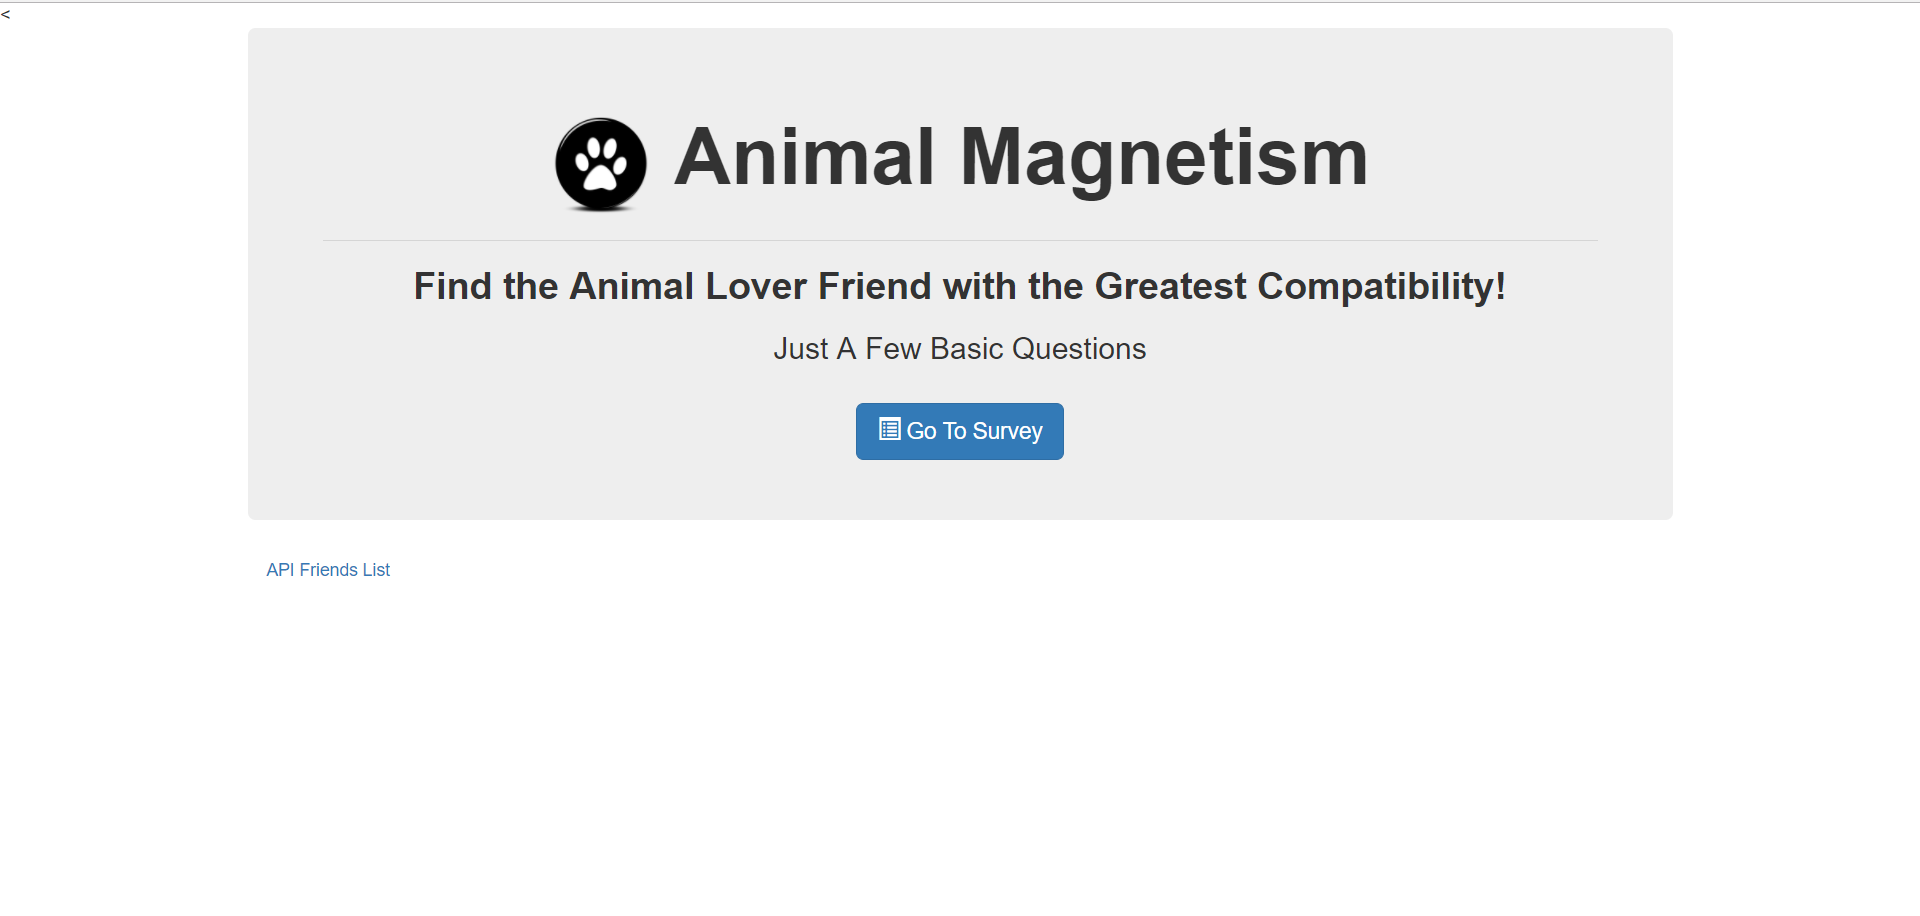 <
Animal Magnetism
Find the Animal Lover Friend with the Greatest Compatibility!
Just A Few Basic Questions
Go To Survey
API Friends List